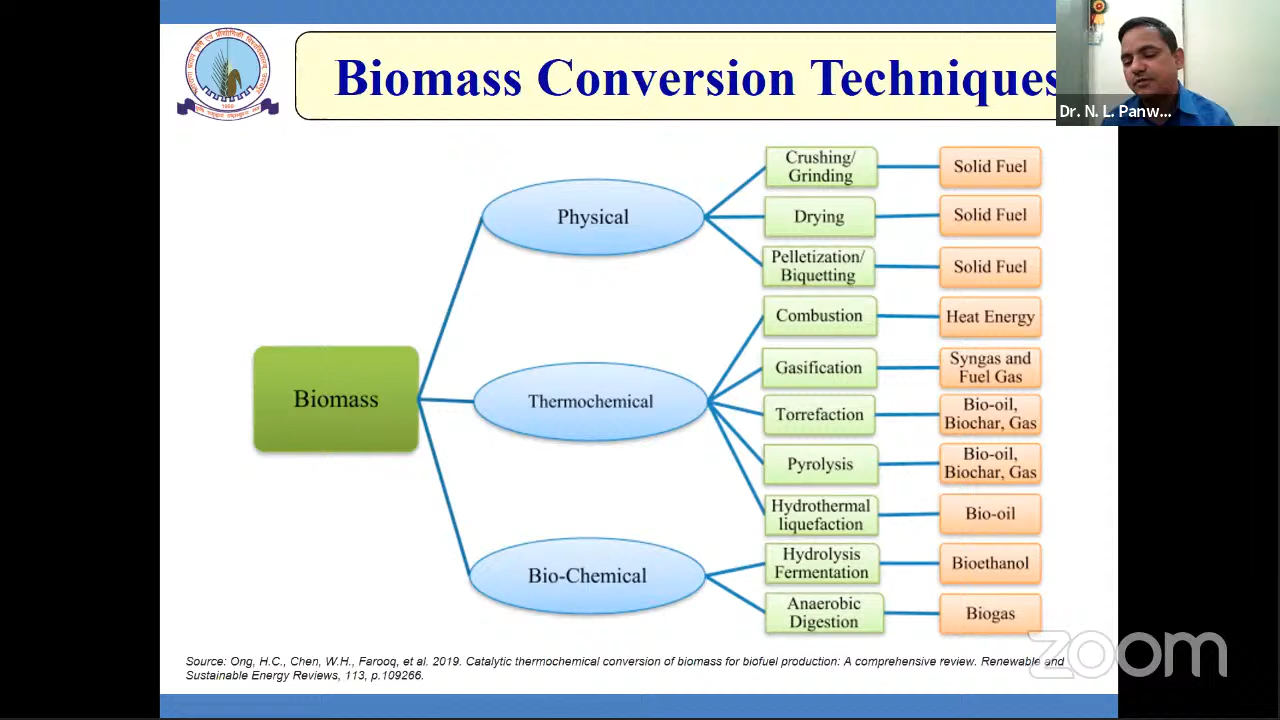 Biomass Conversion Techniques
Dr. N. L. Panw...
1990
Crushing/
Grinding
Solid Fuel
Physical
Drying
Solid Fuel
Pelletization/
Biquetting
Solid Fuel
Combustion
Heat Energy
Gasification
Syngas and
Fuel Gas
Biomass
Thermochemical
Torrefaction
Bio-oil,
Biochar, Gas
Pyrolysis
Bio-oil,
Biochar, Gas
Hydrothermal
liquefaction
Bio-oil
Bio-Chemical
Hydrolysis
Fermentation
Bioethanol
Anaerobic
Digestion
Biogas
zoom
Source: Ong, H.C., Chen, W.H., Farooq, et al. 2019. Catalytic thermochemical conversion of biomass for biofuel production: A comprehensive review. Renewable and
Sustainable Energy Reviews, 113, p.109266.